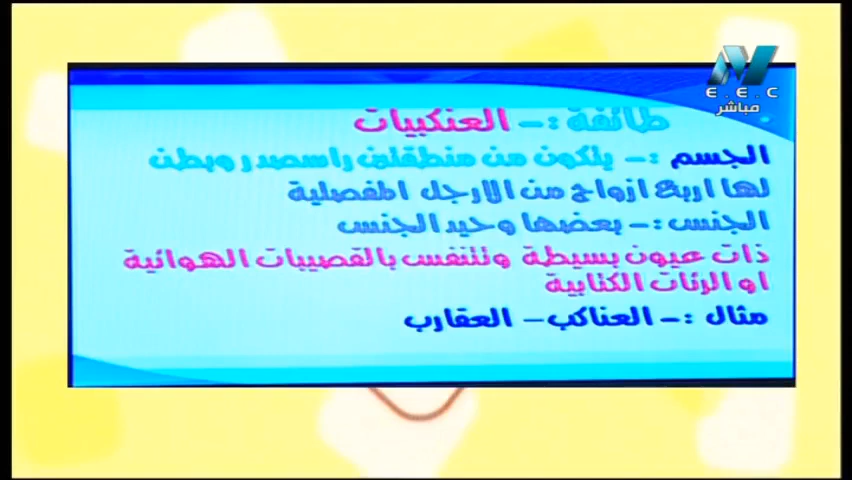 E.E.C
مباشر
طائفة :- العنكبيات
الجسم :- يتكون من منطقتين راسصدر وبطن
لها اربع ازواج من الارجل المفصلية
الجنس :- بعضها وحيد الجنس
ذات عيون بسيطة وتتنفس بالقصيبات الهوائية
او الرئات الكتابية
مثال :- العناكب- العقارب